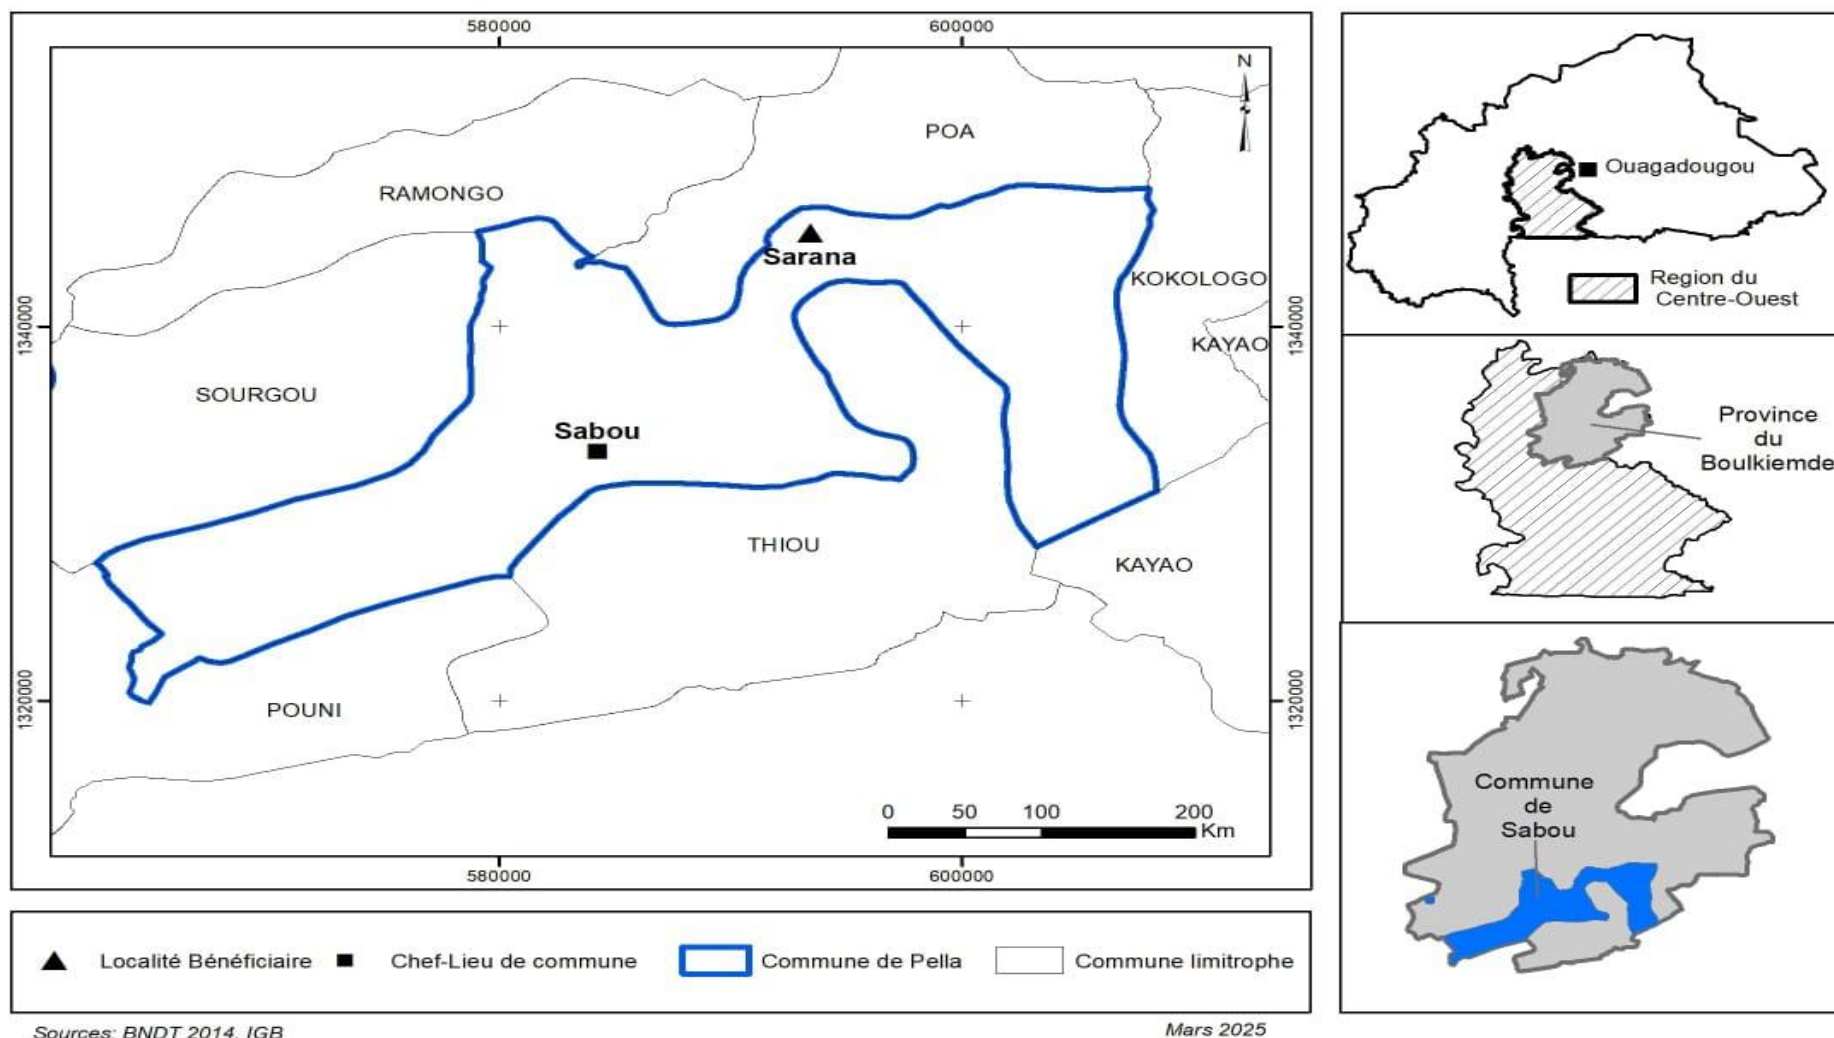 580000
600000
N
POA
RAMONGO
Sarana
KOKOLOGO
1340000
1340000
KAYAO
SOURGOU
Sabou
THIOU
KAYAO
1320000
1320000
POUNI
0 50 100 200
Km
580000
600000
Localité Bénéficiaire
Chef-Lieu de commune
Commune de Pella
Commune limitrophe
Sources: BNDT 2014, IGB
Mars 2025
Ouagadougou
Region du
Centre-Ouest
Province
du
Boulkiemde
Commune
de
Sabou